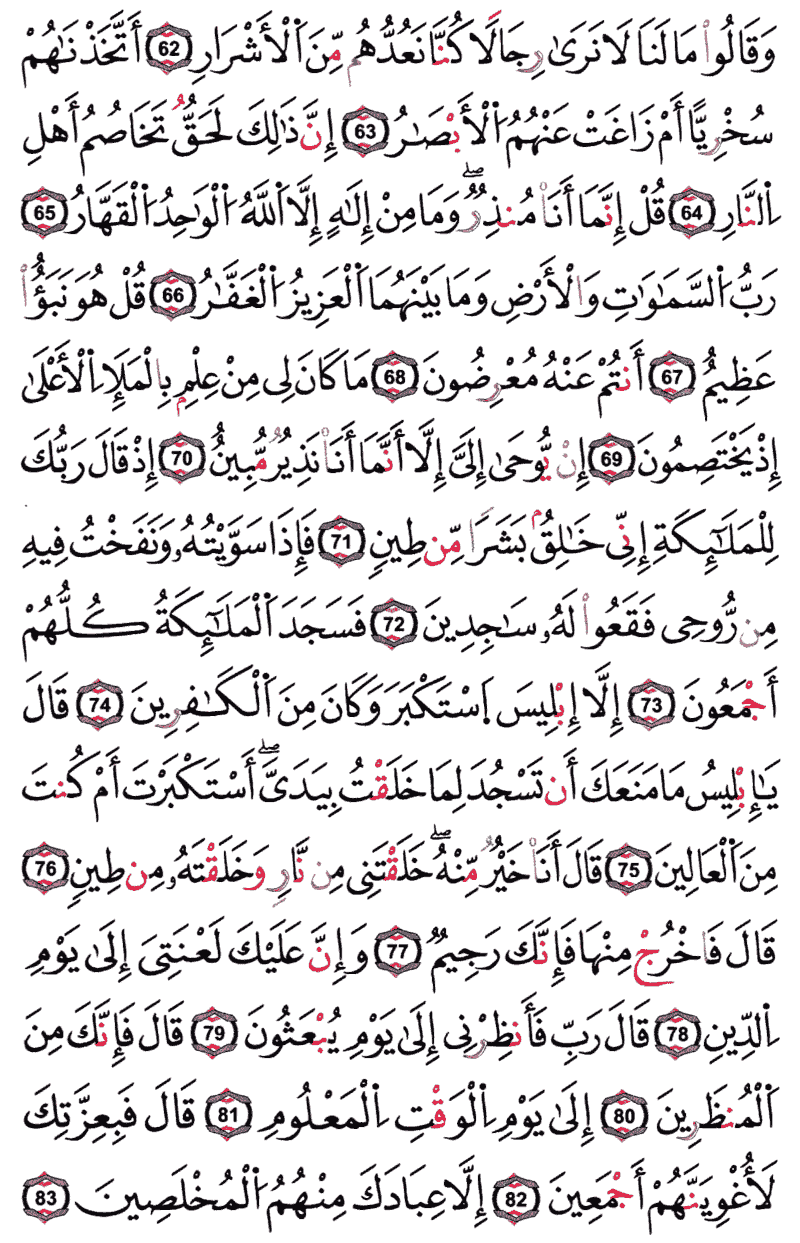 وَقَالُوا۟ مَا لَنَا لَا نَرَىٰ رِجَالًا كُنَّا نَعُدُّهُم مِّنَ ٱلْأَشْرَارِ 62 أَتَّخَذْنَٰهُمْ
سُخْرِيًّا أَمْ زَاغَتْ عَنْهُمُ ٱلْأَبْصَٰرُ 63 إِنَّ ذَٰلِكَ لَحَقٌّ تَخَاصُمُ أَهْلِ
ٱلنَّارِ 64 قُلْ إِنَّمَا أَنَا۠ مُنذِرٌۖ وَمَا مِنْ إِلَٰهٍ إِلَّا ٱللَّهُ ٱلْوَٰحِدُ ٱلْقَهَّارُ 65
رَبُّ ٱلسَّمَٰوَٰتِ وَالْأَرْضِ وَمَا بَيْنَهُمَا ٱلْعَزِيزُ ٱلْغَفَّٰرُ 66 قُلْ هُوَ نَبَؤٌا۟
عَظِيمٌ 67 أَنتُمْ عَنْهُ مُعْرِضُونَ 68 مَا كَانَ لِى مِنْ عِلْمٍۭ بِالْمَلَإِ ٱلْأَعْلَىٰ
إِذْ يَخْتَصِمُونَ 69 إِنْ يُّوحَىٰ إِلَىَّ إِلَّا أَنَّمَا أَنَا۠ نَذِيرٌ مُّبِينٌ 70 إِذْ قَالَ رَبُّكَ
لِلْمَلَٰٓئِكَةِ إِنِّى خَٰلِقٌۢ بَشَرًا مِّن طِينٍ 71 فَإِذَا سَوَّيْتُهُۥ وَنَفَخْتُ فِيهِ
مِن رُّوحِى فَقَعُوا۟ لَهُۥ سَٰجِدِينَ 72 فَسَجَدَ ٱلْمَلَٰٓئِكَةُ كُلُّهُمْ
أَجْمَعُونَ 73 إِلَّا إِبْلِيسَ اِسْتَكْبَرَ وَكَانَ مِنَ ٱلْكَٰفِرِينَ 74 قَالَ
يَٰإِبْلِيسُ مَا مَنَعَكَ أَن تَسْجُدَ لِمَا خَلَقْتُ بِيَدَىَّۖ أَسْتَكْبَرْتَ أَمْ كُنتَ
مِنَ ٱلْعَالِينَ 75 قَالَ أَنَا۠ خَيْرٌ مِّنْهُۖ خَلَقْتَنِى مِن نَّارٍ وَخَلَقْتَهُۥ مِن طِينٍ 76
قَالَ فَاخْرُجْ مِنْهَا فَإِنَّكَ رَجِيمٌ 77 وَإِنَّ عَلَيْكَ لَعْنَتِى إِلَىٰ يَوْمِ
ٱلدِّينِ 78 قَالَ رَبِّ فَأَنظِرْنِى إِلَىٰ يَوْمِ يُبْعَثُونَ 79 قَالَ فَإِنَّكَ مِنَ
ٱلْمُنظَرِينَ 80 إِلَىٰ يَوْمِ ٱلْوَقْتِ ٱلْمَعْلُومِ 81 قَالَ فَبِعِزَّتِكَ
لَأُغْوِيَنَّهُمْ أَجْمَعِينَ 82 إِلَّا عِبَادَكَ مِنْهُمُ ٱلْمُخْلَصِينَ 83